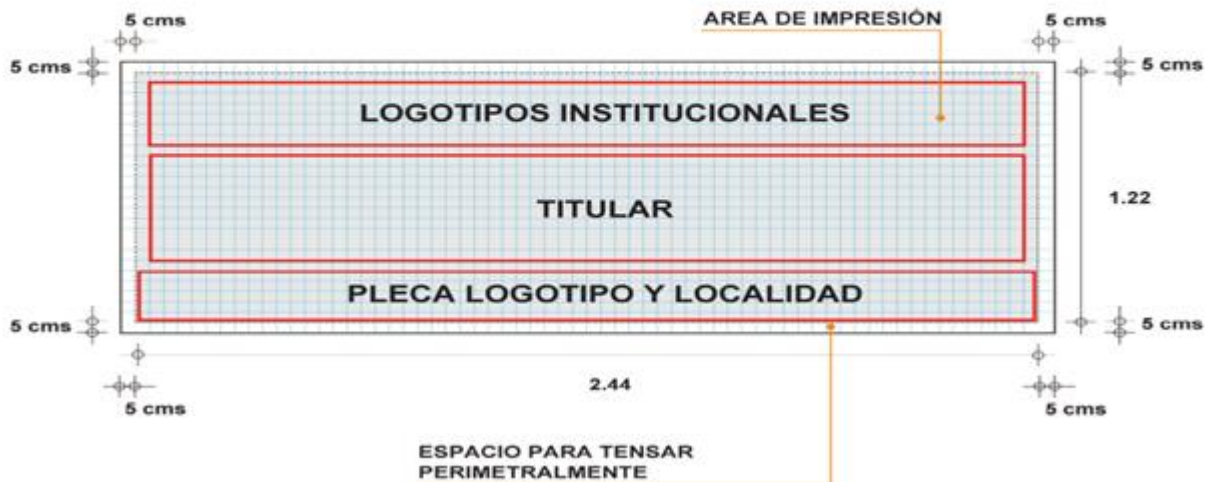 5 cms
AREA DE IMPRESIÓN
5 cms
5 cms
5 cms
LOGOTIPOS INSTITUCIONALES
TITULAR
1.22
PLECA LOGOTIPO Y LOCALIDAD
5 cms
5 cms
2.44
5 cms
5 cms
ESPACIO PARA TENSAR
PERIMETRALMENTE